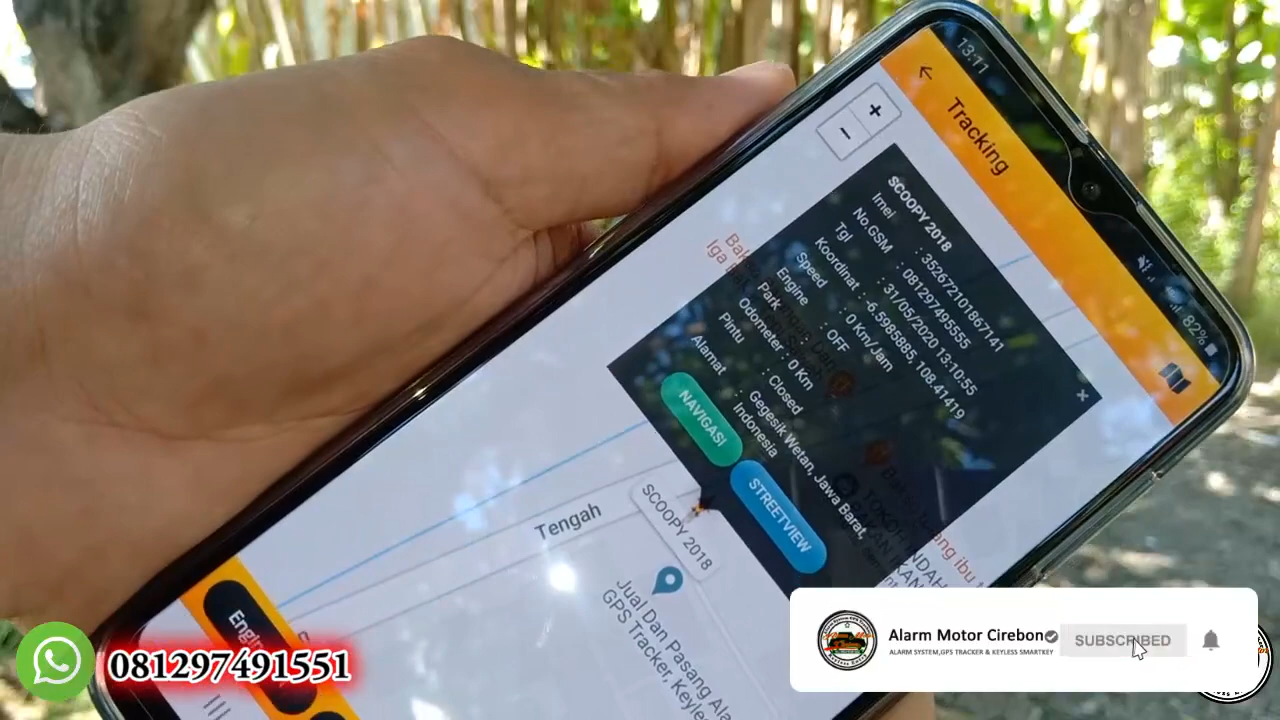 13:11
82%
Tracking
+
−
SCOOPY 2018
Imei : 352672101867141
No.GSM : 081297495555
Tgl : 31/05/2020 13:10:55
Koordinat : -6.5985885, 108.41419
Speed : 0 Km/Jam
Engine : OFF
Park
Odometer : 0 Km
Pintu : Closed
Alamat : Gegesik Wetan, Jawa Barat,
Indonesia
NAVIGASI
STREETVIEW
SCOOPY 2018
Tengah
Jual Dan Pasang Ala
GPS Tracker, Keyle
081297491551
Alarm Motor Cirebon
ALARM SYSTEM,GPS TRACKER & KEYLESS SMARTKEY
SUBSCRIBED